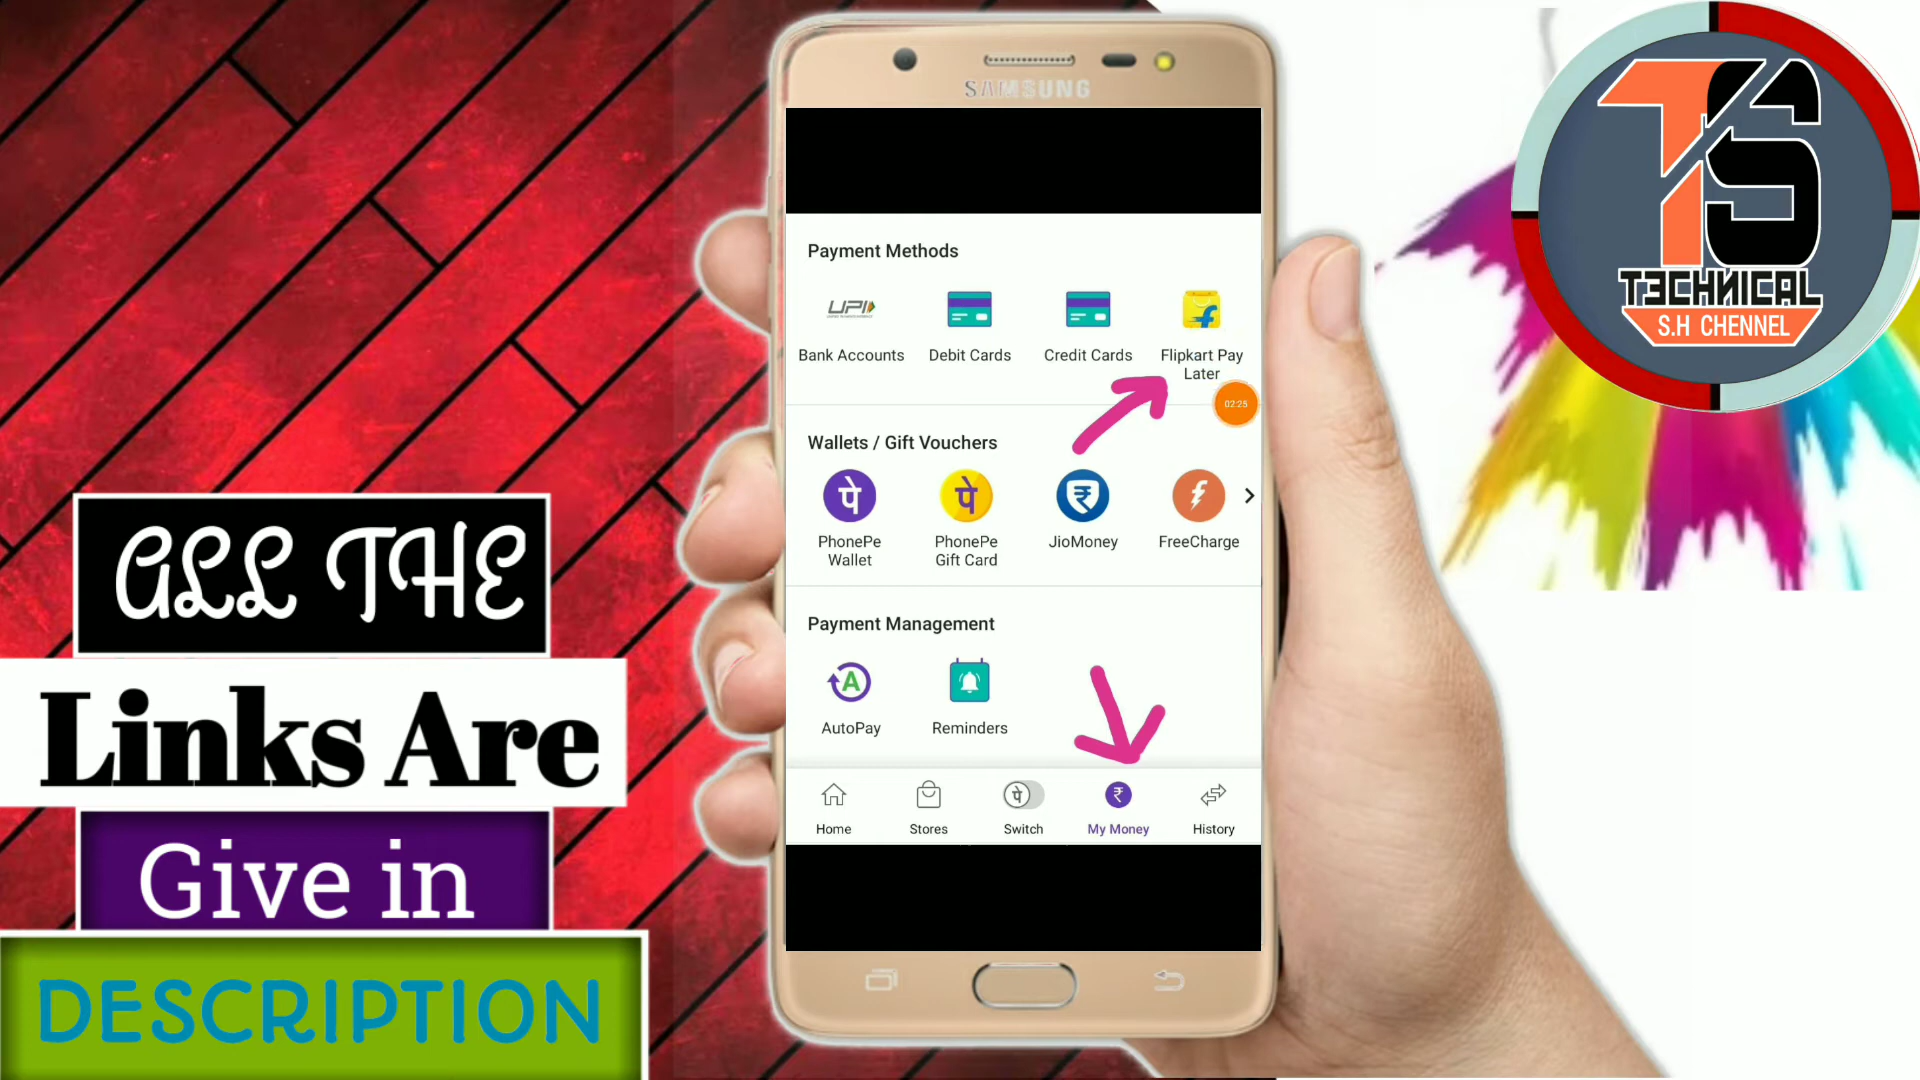 ALL THE
Links Are
Give in
DESCRIPTION
SAMSUNG
Payment Methods
UPI
Bank Accounts
Debit Cards
Credit Cards
Flipkart Pay
Later
02:25
Wallets / Gift Vouchers
पे
पे
PhonePe
Wallet
PhonePe
Gift Card
JioMoney
FreeCharge
Payment Management
A
AutoPay
Reminders
पे
₹
Home
Stores
Switch
My Money
History
TS
TECHNICAL
S.H CHENNEL